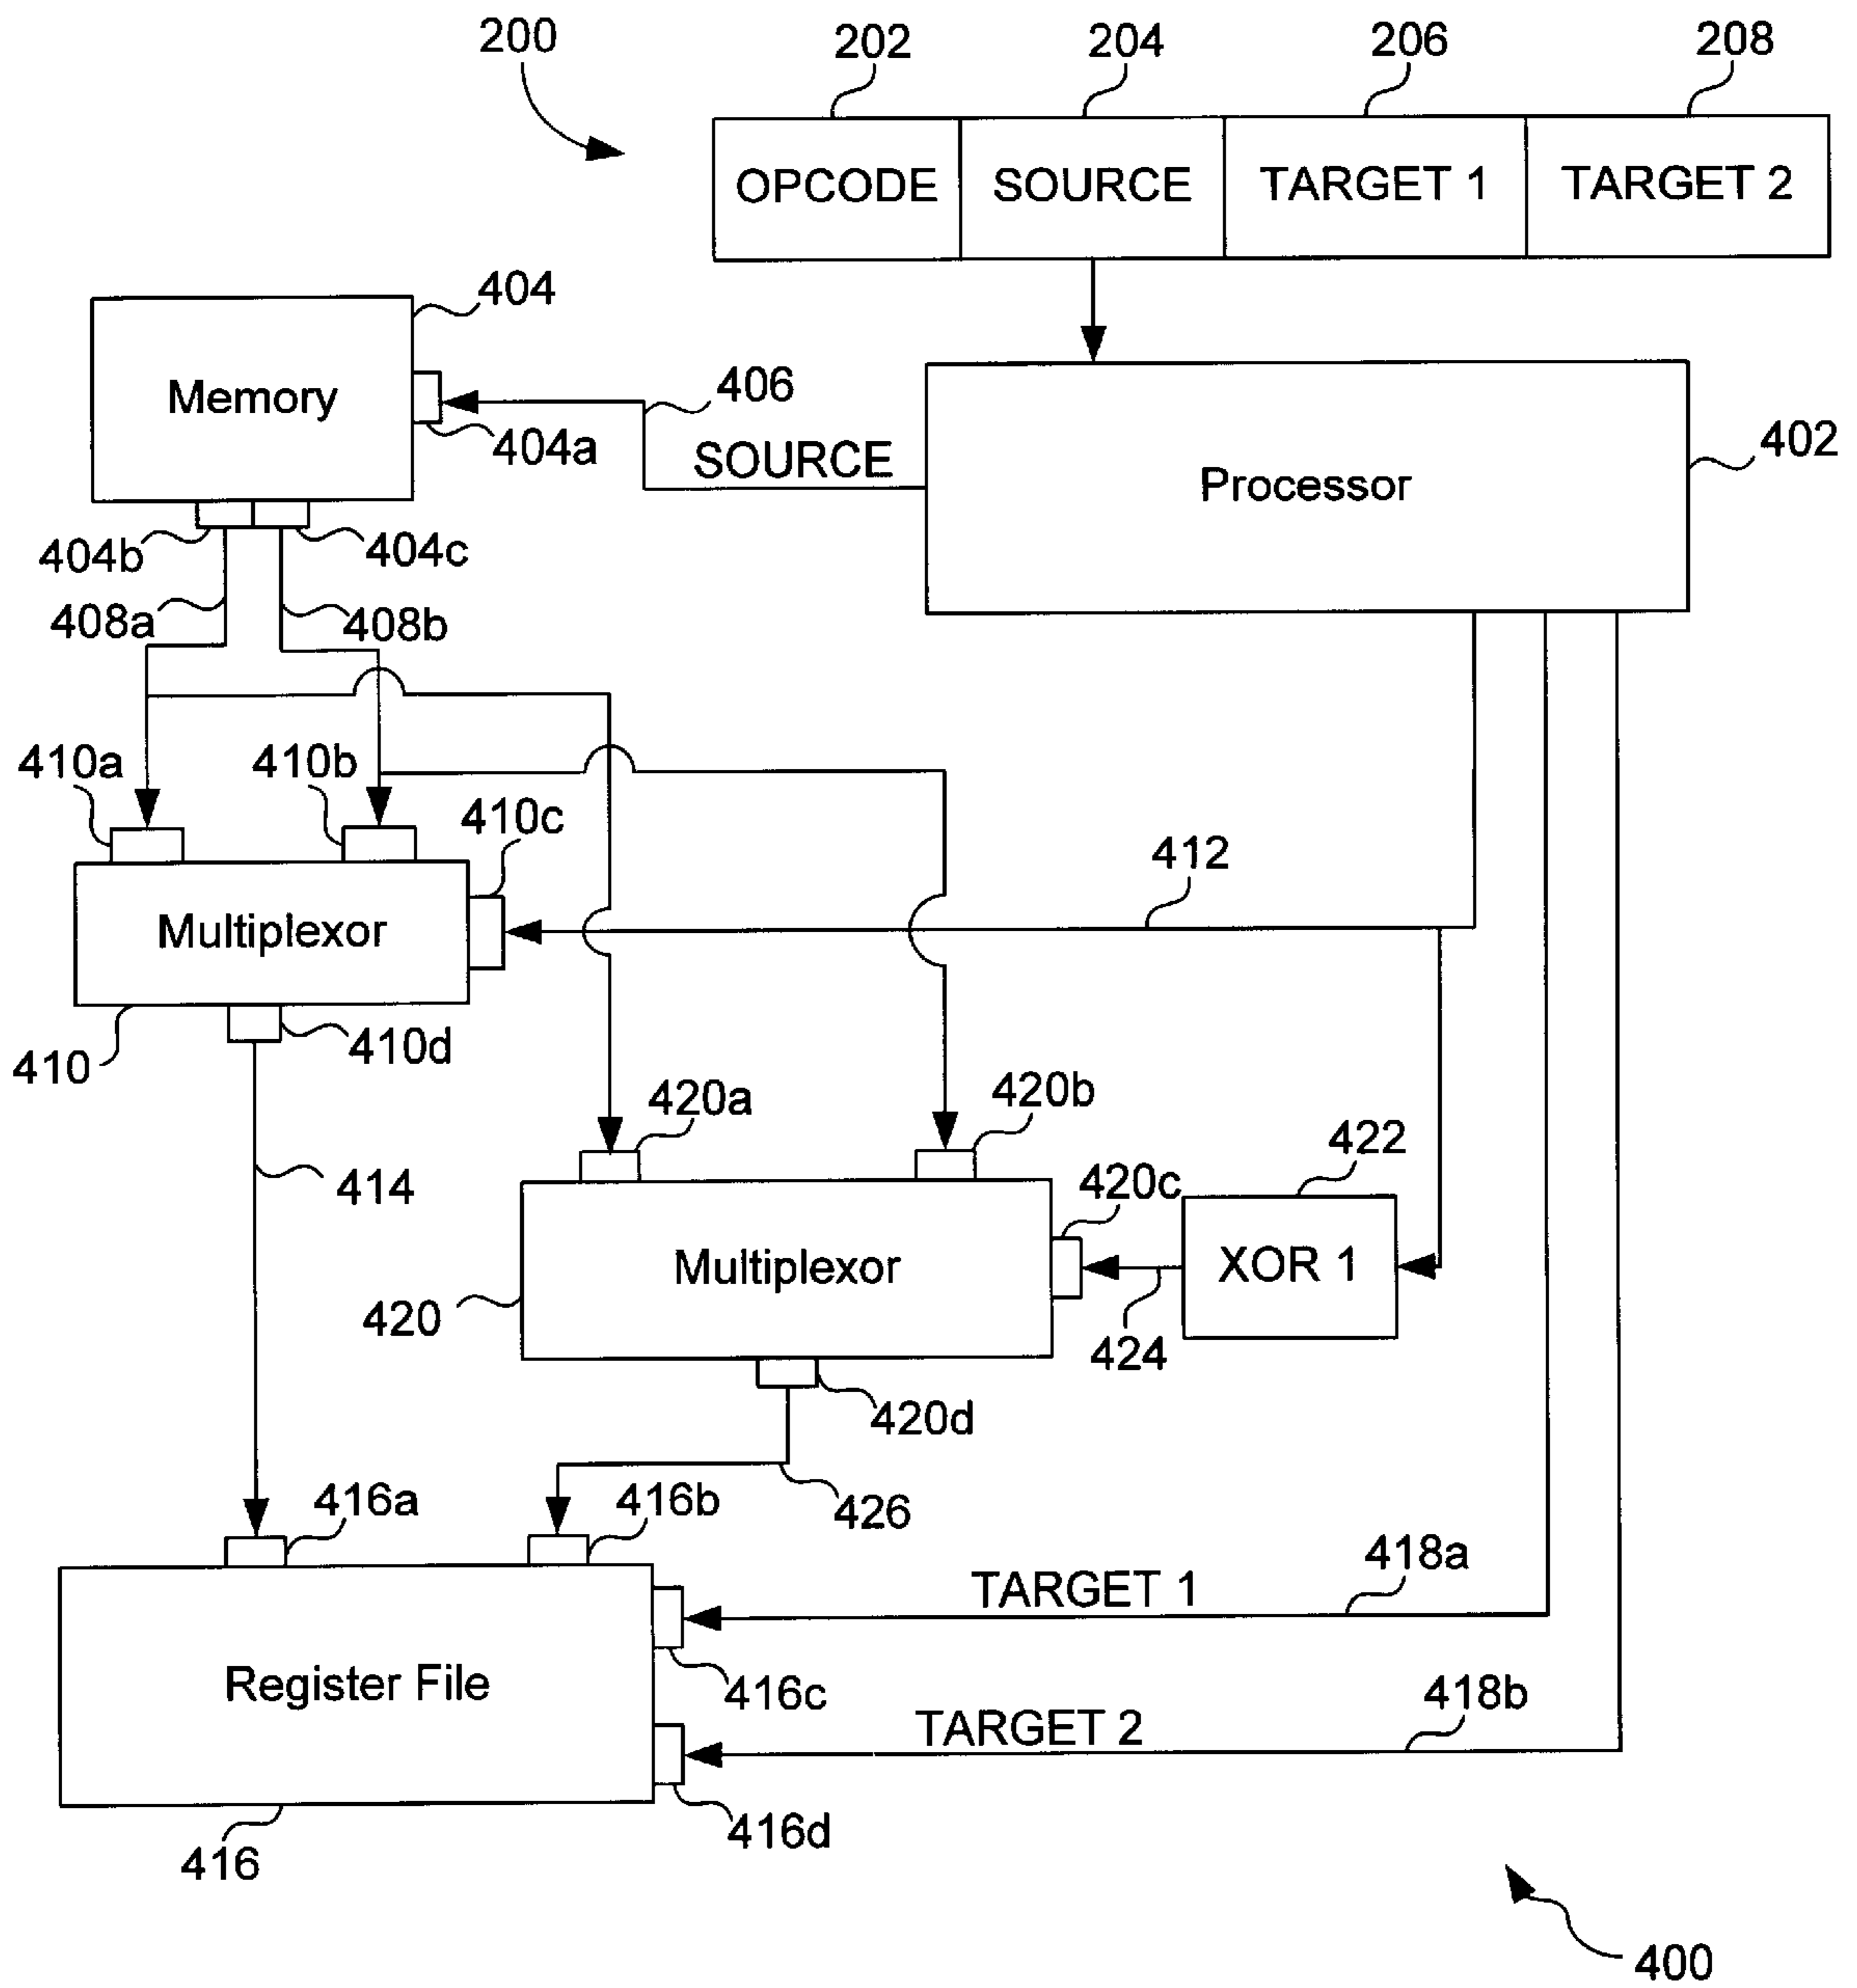 200
202
204
206
208
OPCODE
SOURCE
TARGET 1
TARGET 2
404
Memory
404a
406
SOURCE
402
Processor
404b
404c
408a
408b
410a
410b
410c
412
Multiplexor
410
410d
414
420a
420b
420c
422
Multiplexor
XOR 1
420
424
420d
426
416a
416b
418a
TARGET 1
Register File
416c
418b
TARGET 2
416d
416
400